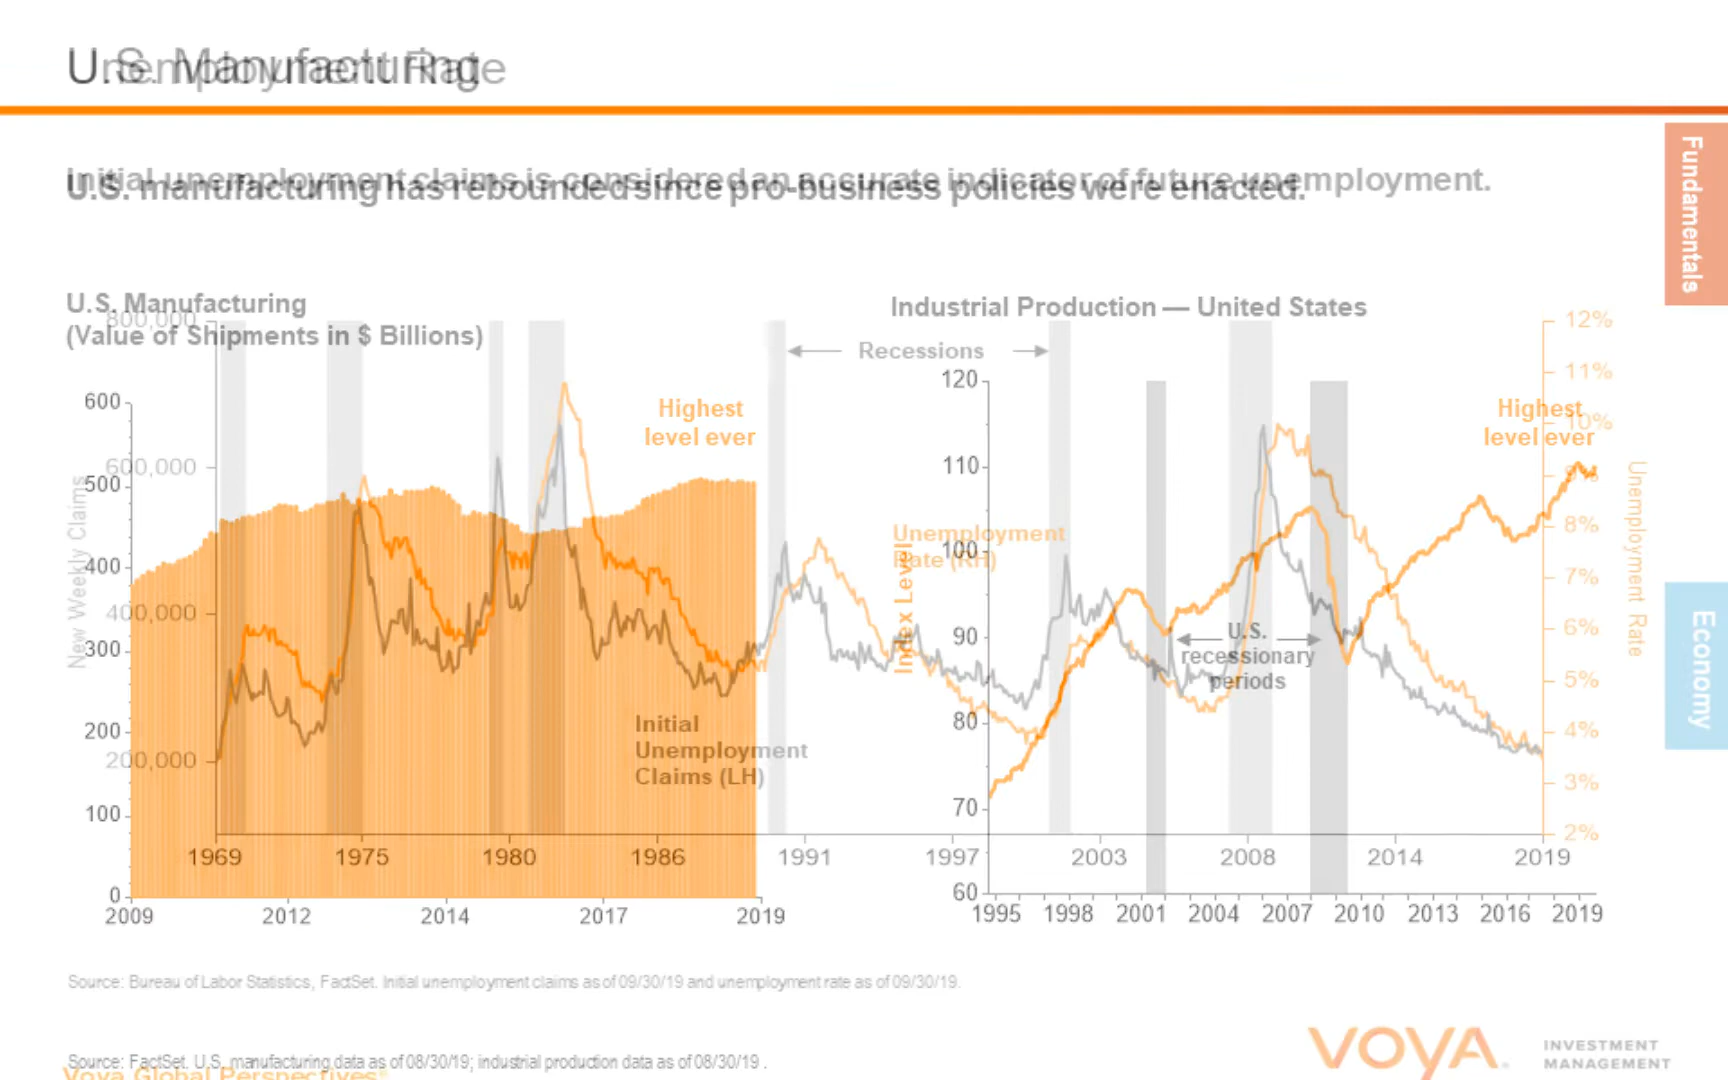 U.S. Manufacturing
Unemployment Rate
Initial unemployment claims is considered an accurate indicator of future unemployment.
U.S. manufacturing has rebounded since pro-business policies were enacted.
Fundamentals
Economy
U.S. Manufacturing
(Value of Shipments in $ Billions)
Industrial Production — United States
Recessions
800,000
600,000
400,000
200,000
New Weekly Claims
600
500
400
300
200
100
0
Highest
level ever
Initial
Unemployment
Claims (LH)
Unemployment
Rate (RH)
Index Level
120
110
100
90
80
70
60
U.S.
recessionary
periods
Highest
level ever
12%
11%
10%
9%
8%
7%
6%
5%
4%
3%
2%
Unemployment Rate
1969 1975 1980 1986 1991 1997 2003 2008 2014 2019
2009 2012 2014 2017 2019
1995 1998 2001 2004 2007 2010 2013 2016 2019
Source: Bureau of Labor Statistics, FactSet. Initial unemployment claims as of 09/30/19 and unemployment rate as of 09/30/19.
Source: FactSet. U.S. manufacturing data as of 08/30/19; industrial production data as of 08/30/19 .
Voya Global Perspectives®
VOYA®
INVESTMENT
MANAGEMENT